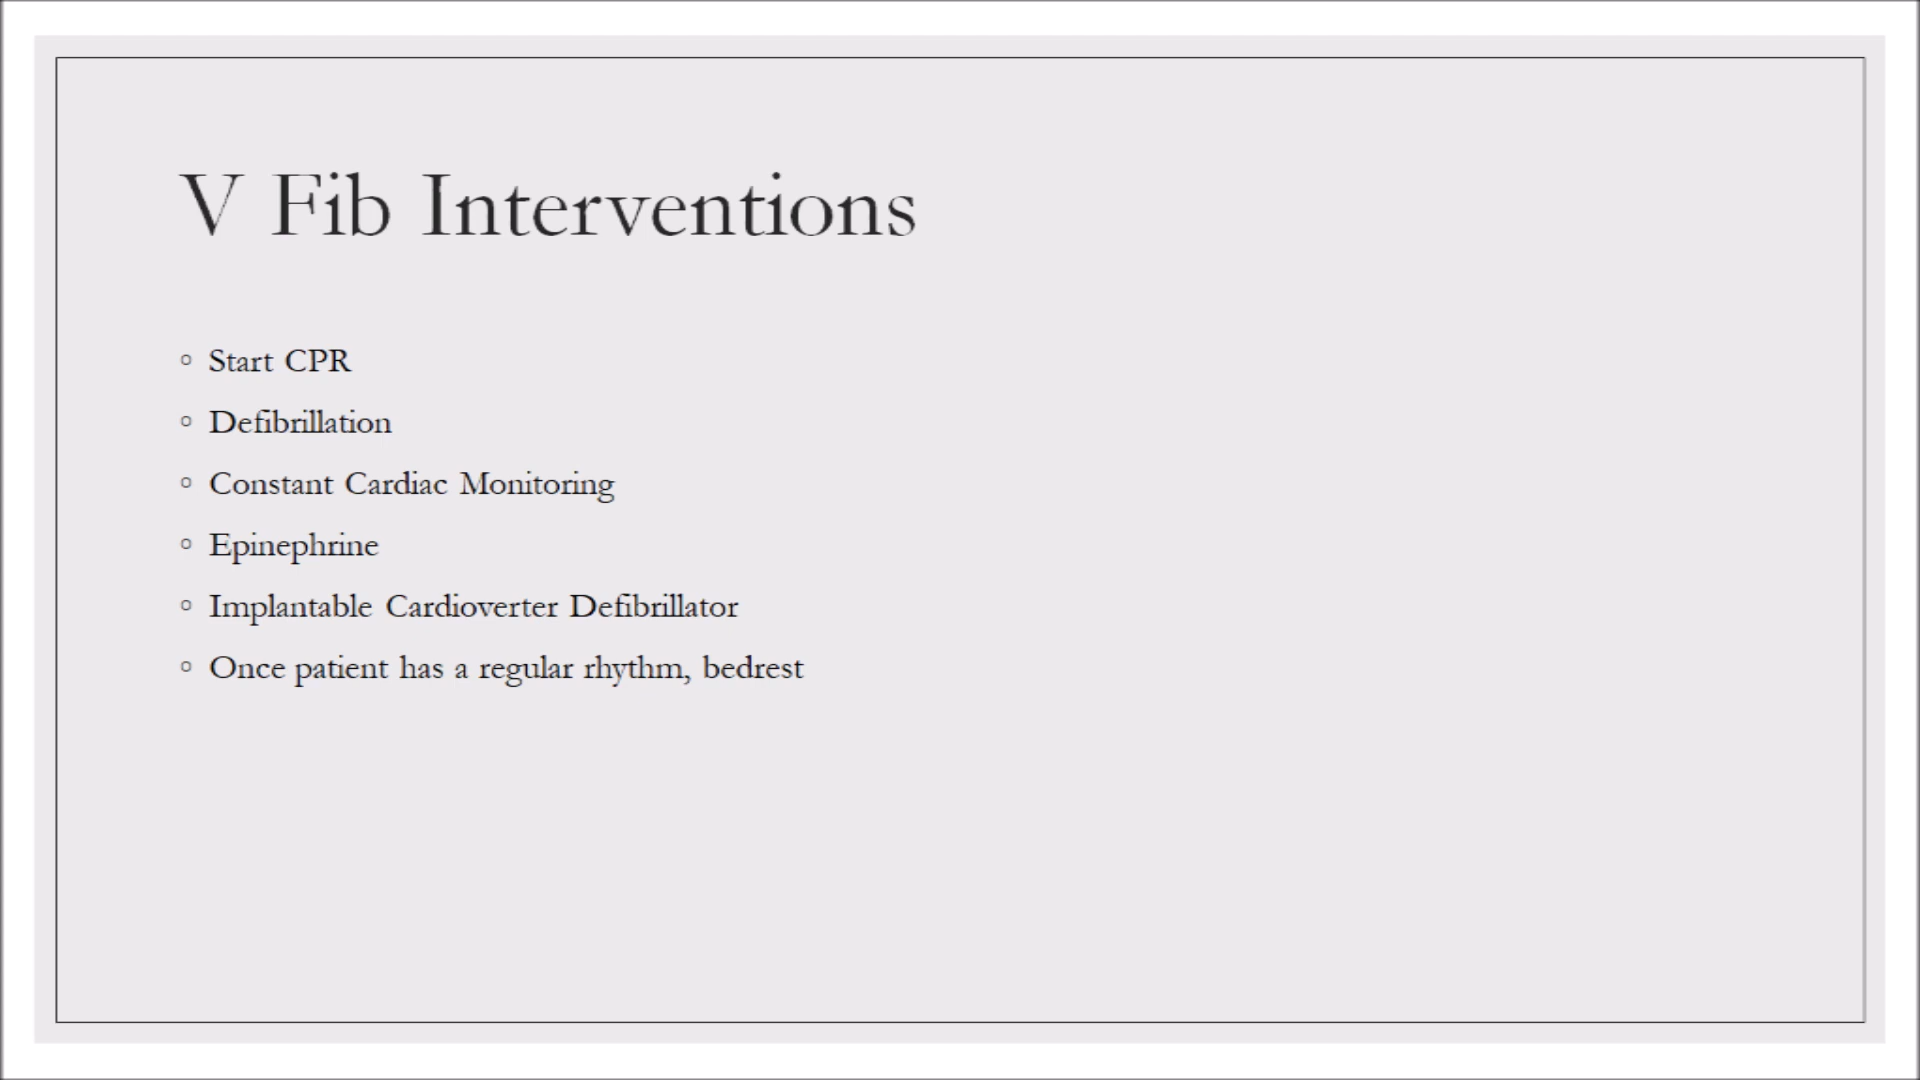 V Fib Interventions
◦ Start CPR
◦ Defibrillation
◦ Constant Cardiac Monitoring
◦ Epinephrine
◦ Implantable Cardioverter Defibrillator
◦ Once patient has a regular rhythm, bedrest